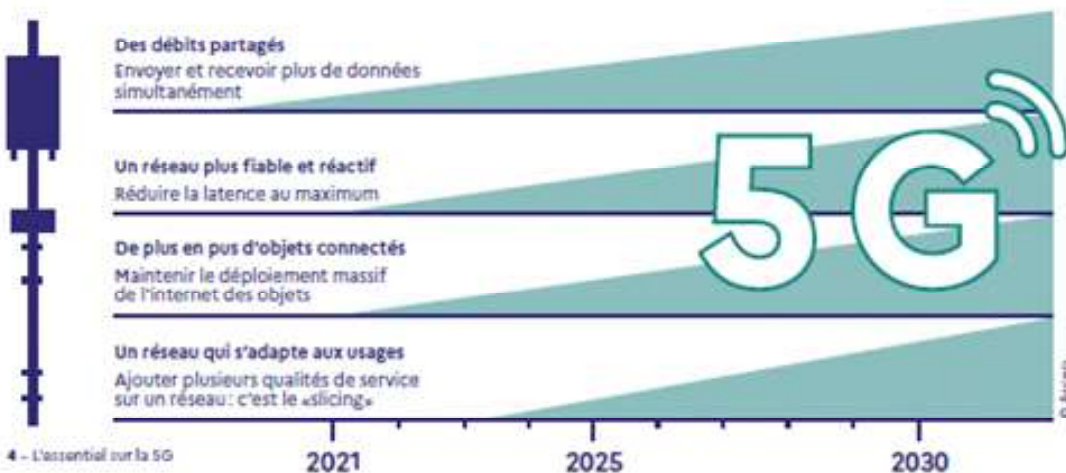 Des débits partagés
Envoyer et recevoir plus de données
simultanément
Un réseau plus fiable et réactif
Réduire la latence au maximum
5G
De plus en pus d'objets connectés
Maintenir le déploiement massif
de l'internet des objets
Un réseau qui s'adapte aux usages
Ajouter plusieurs qualités de service
sur un réseau : c'est le «slicing»
4 – L'essentiel sur la 5G
2021
2025
2030